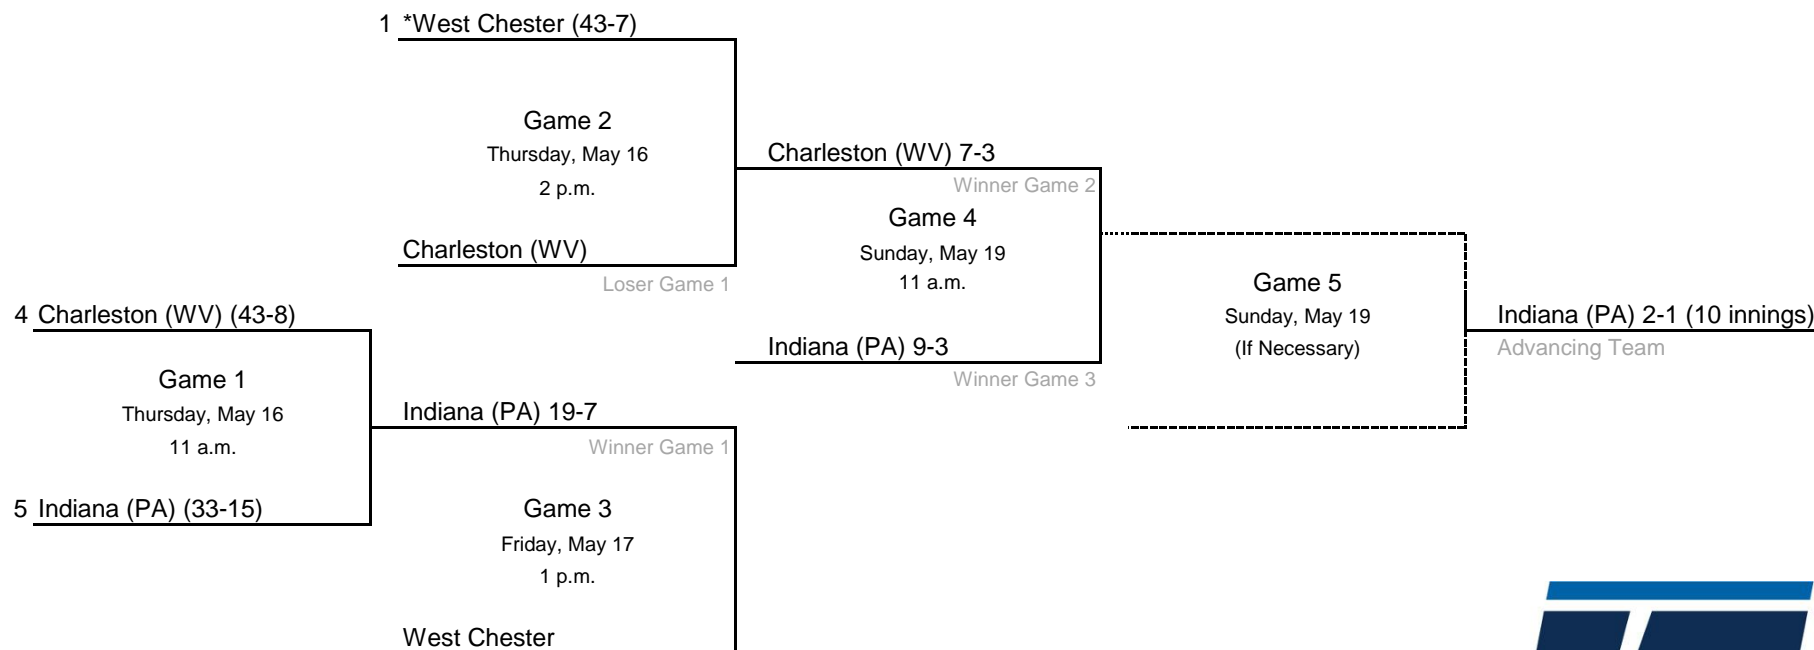 1 *West Chester (43-7)
Game 2
Thursday, May 16
2 p.m.
Charleston (WV)
Loser Game 1
Charleston (WV) 7-3
Winner Game 2
Game 4
Sunday, May 19
11 a.m.
Indiana (PA) 9-3
Winner Game 3
4 Charleston (WV) (43-8)
Game 1
Thursday, May 16
11 a.m.
5 Indiana (PA) (33-15)
Indiana (PA) 19-7
Winner Game 1
Game 3
Friday, May 17
1 p.m.
West Chester
Game 5
Sunday, May 19
(If Necessary)
Indiana (PA) 2-1 (10 innings)
Advancing Team